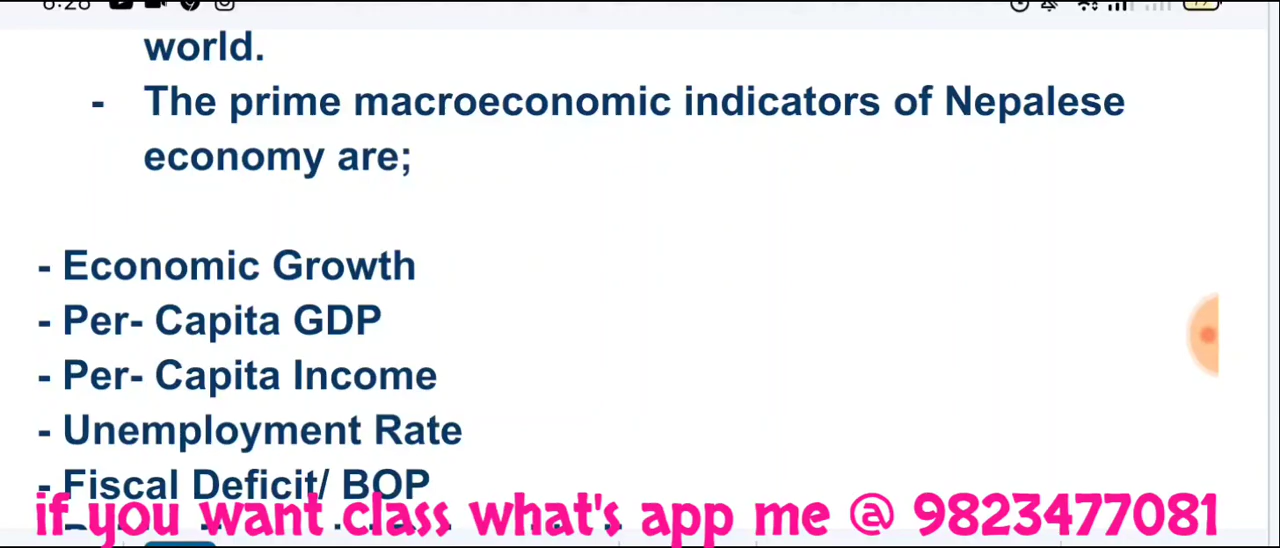 world.
- The prime macroeconomic indicators of Nepalese
economy are;
- Economic Growth
- Per- Capita GDP
- Per- Capita Income
- Unemployment Rate
- Fiscal Deficit/ BOP
if you want class what's app me @ 9823477081